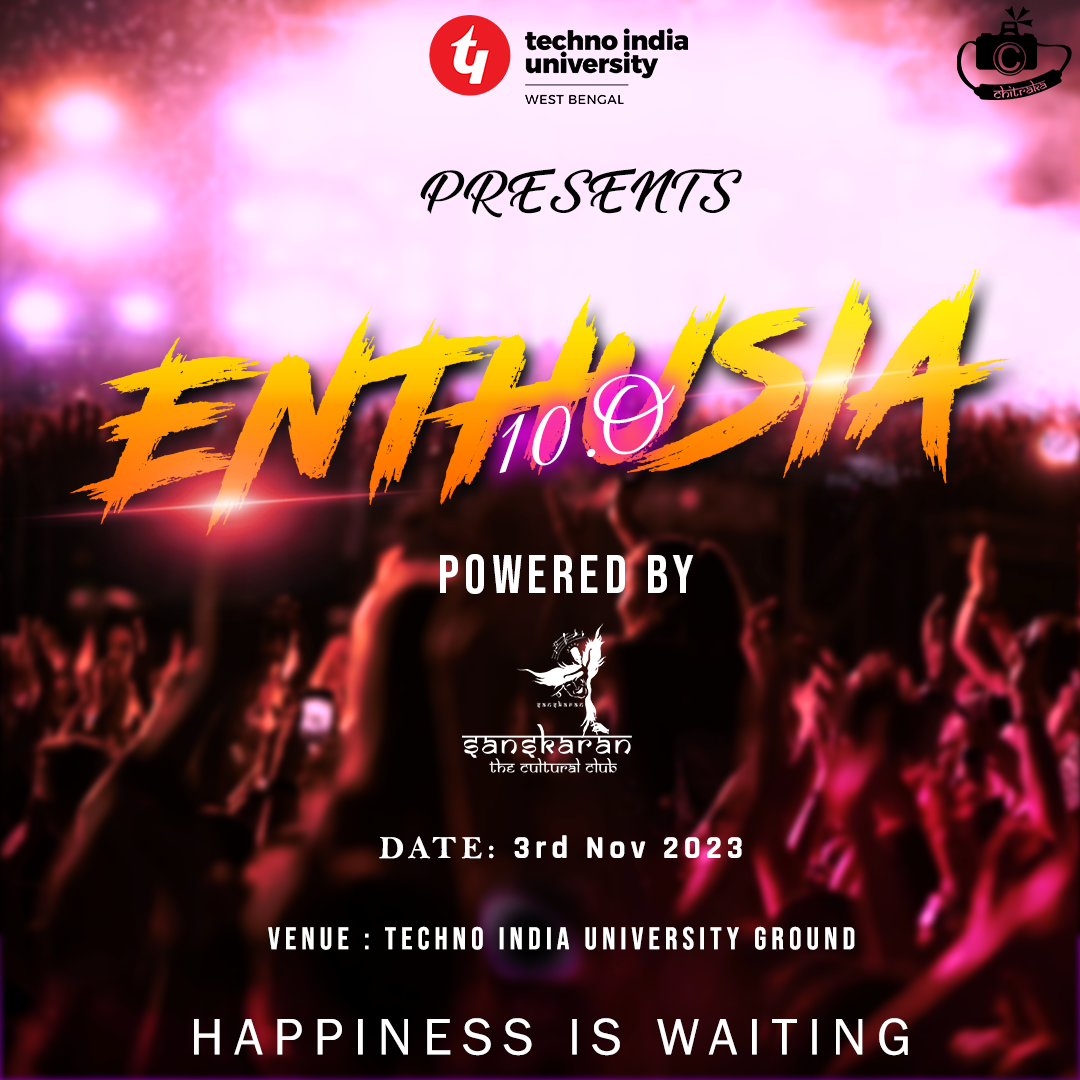 techno india
university
WEST BENGAL
chitraka
PRESENTS
ENTHUSIA
10.0
POWERED BY
sanskaran
sanskaran
the cultural club
DATE: 3rd Nov 2023
VENUE : TECHNO INDIA UNIVERSITY GROUND
HAPPINESS IS WAITING